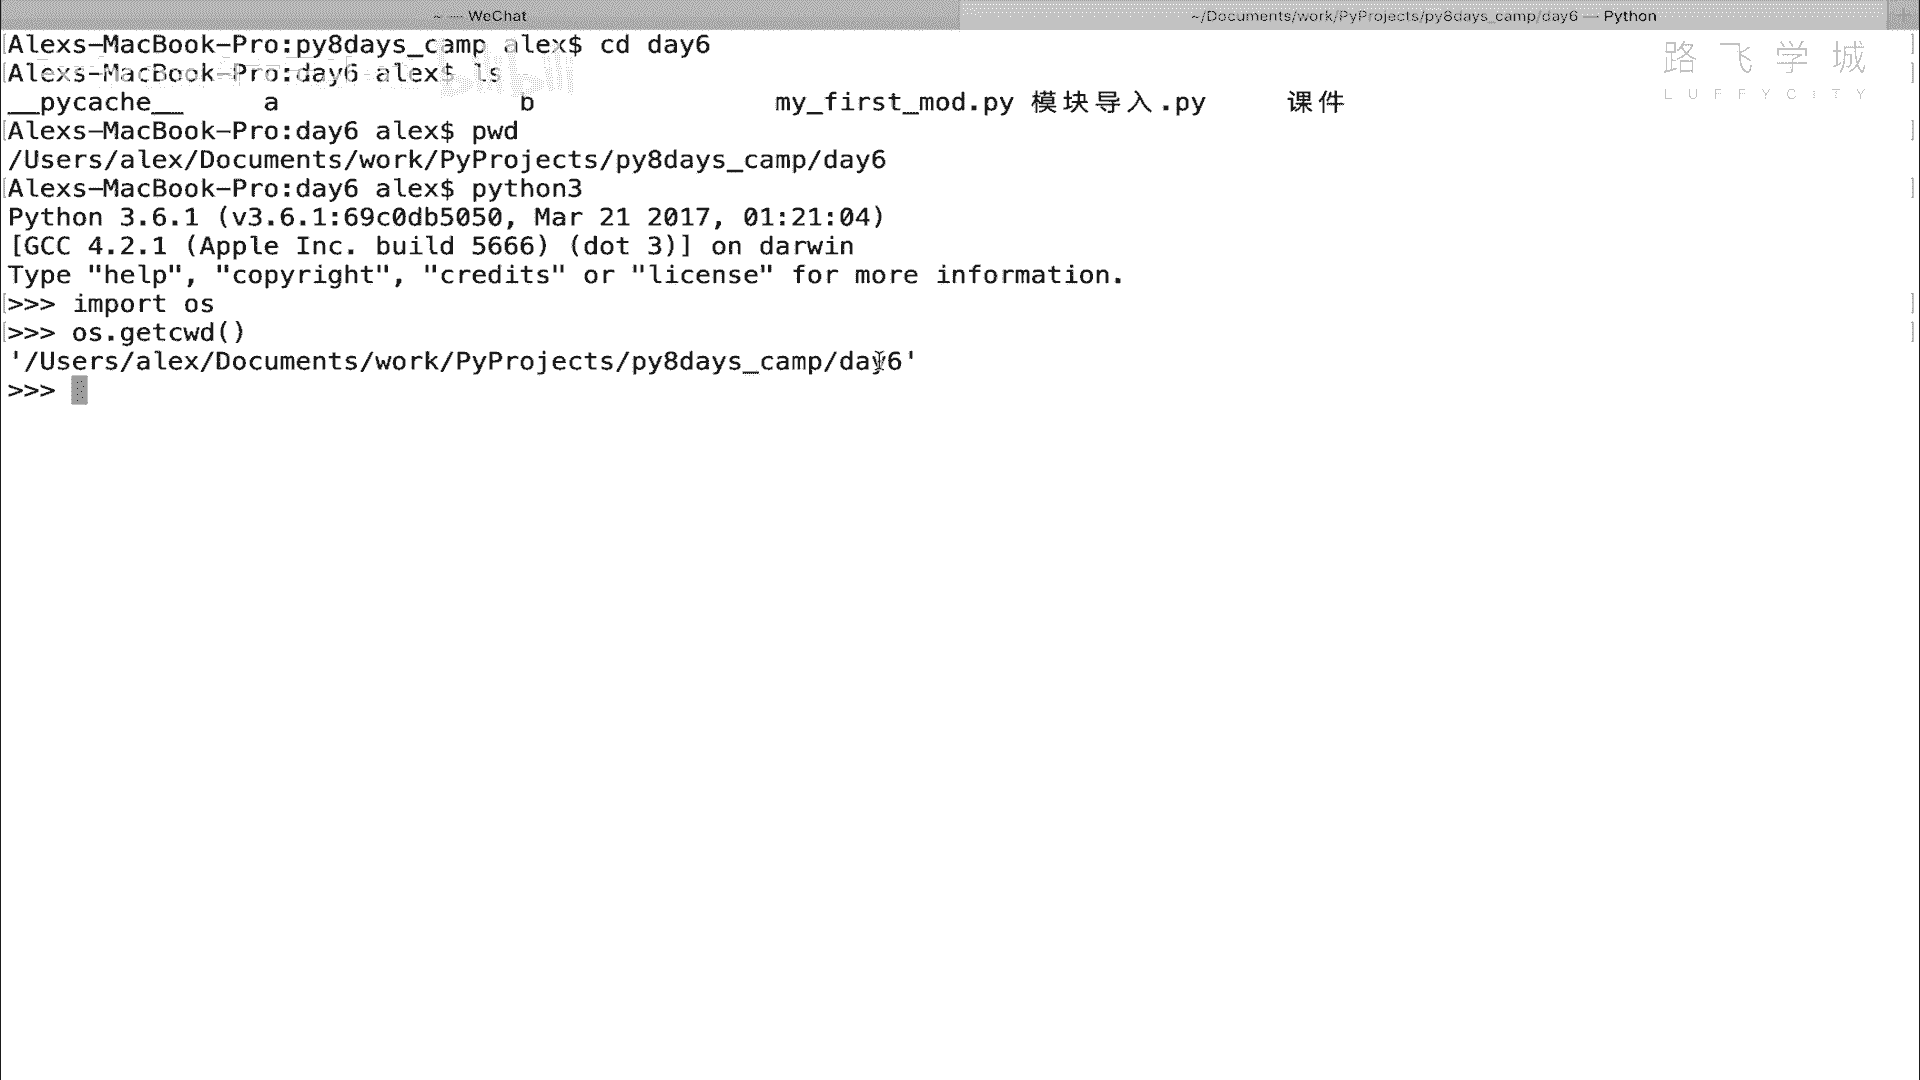 ~ — WeChat
~/Documents/work/PyProjects/py8days_camp/day6 — Python
路飞学城
LUFFYCITY
Alexs-MacBook-Pro:py8days_camp alex$ cd day6
Alexs-MacBook-Pro:day6 alex$ ls
__pycache__ a b my_first_mod.py 模块导入.py 课件
Alexs-MacBook-Pro:day6 alex$ pwd
/Users/alex/Documents/work/PyProjects/py8days_camp/day6
Alexs-MacBook-Pro:day6 alex$ python3
Python 3.6.1 (v3.6.1:69c0db5050, Mar 21 2017, 01:21:04)
[GCC 4.2.1 (Apple Inc. build 5666) (dot 3)] on darwin
Type "help", "copyright", "credits" or "license" for more information.
>>> import os
>>> os.getcwd()
'/Users/alex/Documents/work/PyProjects/py8days_camp/day6'
>>>